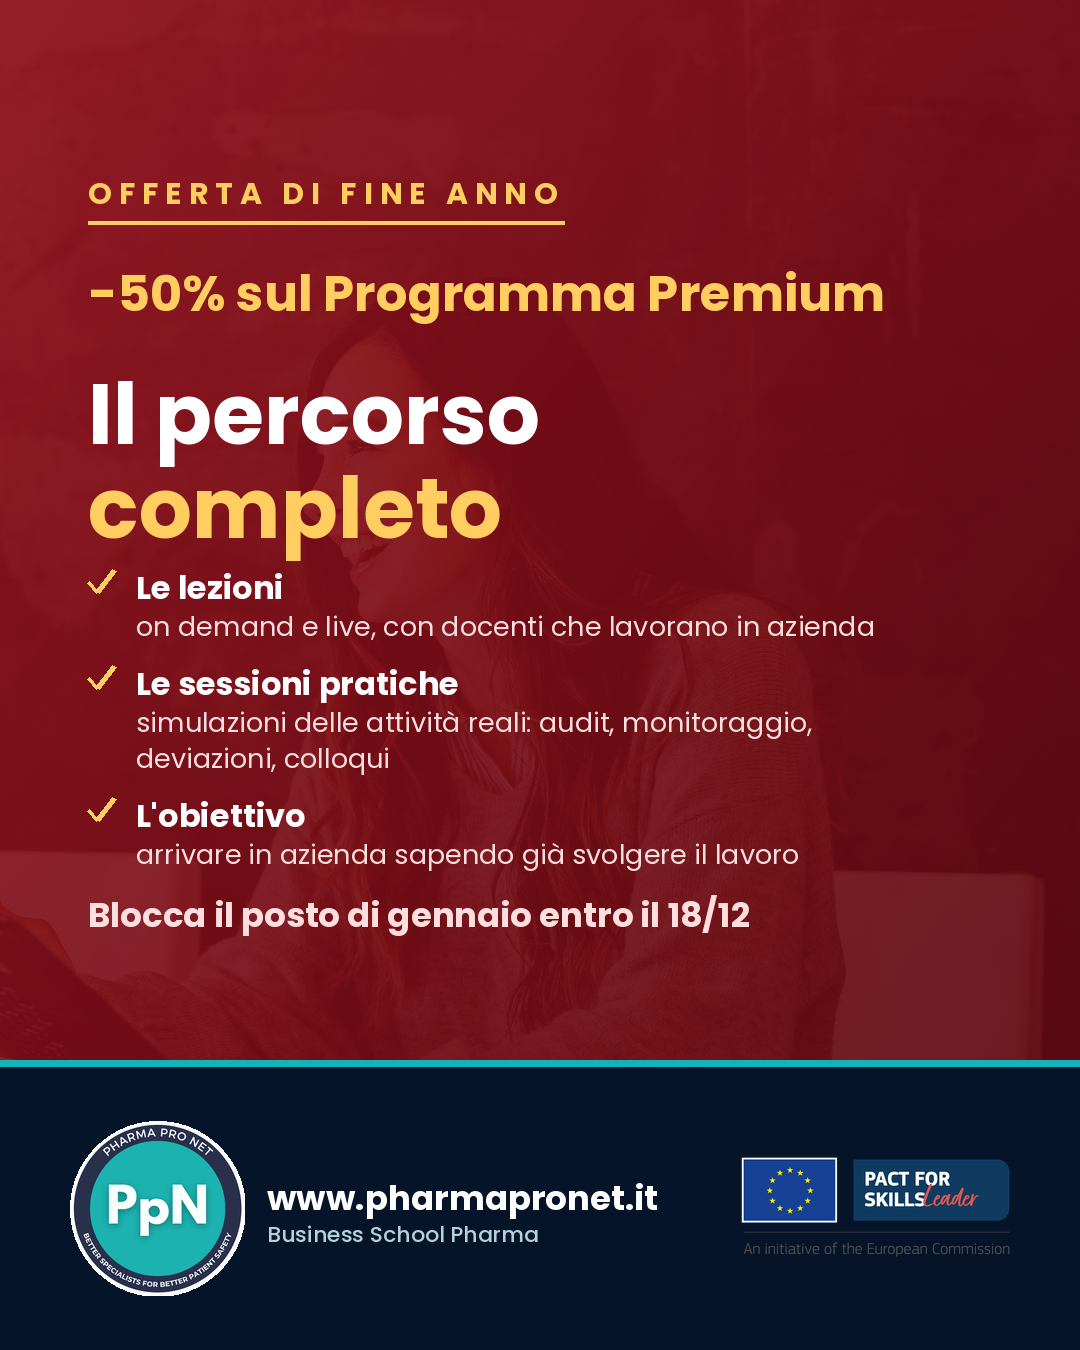 OFFERTA DI FINE ANNO
-50% sul Programma Premium
Il percorso
completo
Le lezioni
on demand e live, con docenti che lavorano in azienda
Le sessioni pratiche
simulazioni delle attività reali: audit, monitoraggio,
deviazioni, colloqui
L'obiettivo
arrivare in azienda sapendo già svolgere il lavoro
Blocca il posto di gennaio entro il 18/12
PHARMA PRO NET
PpN
BETTER SPECIALISTS FOR BETTER PATIENT SAFETY
www.pharmapronet.it
Business School Pharma
PACT FOR
SKILLS Leader
An initiative of the European Commission